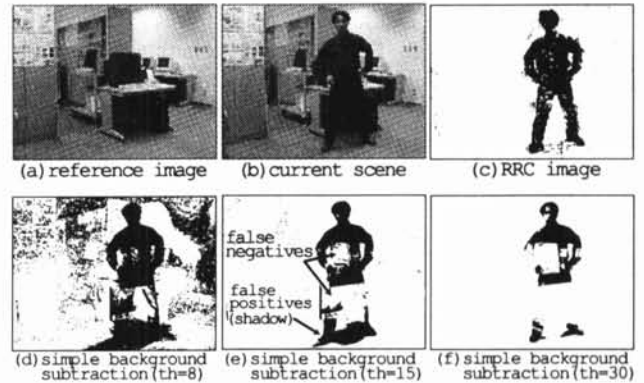 (a)reference image
(b)current scene
(c)RRC image
false
negatives
false
positives
(shadow)
(d)simple background
subtraction(th=8)
(e)simple background
subtraction(th=15)
(f)simple background
subtraction(th=30)